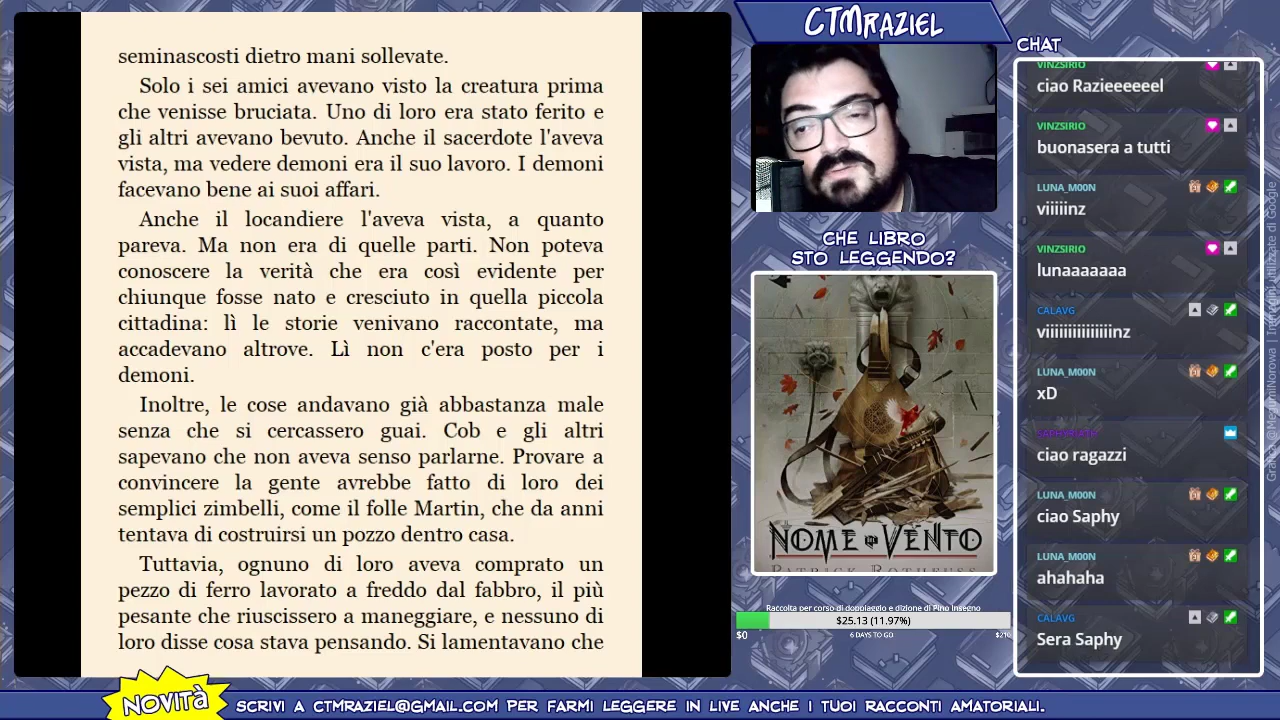 seminascosti dietro mani sollevate.
Solo i sei amici avevano visto la creatura prima
che venisse bruciata. Uno di loro era stato ferito e
gli altri avevano bevuto. Anche il sacerdote l'aveva
vista, ma vedere demoni era il suo lavoro. I demoni
facevano bene ai suoi affari.
Anche il locandiere l'aveva vista, a quanto
pareva. Ma non era di quelle parti. Non poteva
conoscere la verità che era così evidente per
chiunque fosse nato e cresciuto in quella piccola
cittadina: lì le storie venivano raccontate, ma
accadevano altrove. Lì non c'era posto per i
demoni.
Inoltre, le cose andavano già abbastanza male
senza che si cercassero guai. Cob e gli altri
sapevano che non aveva senso parlarne. Provare a
convincere la gente avrebbe fatto di loro dei
semplici zimbelli, come il folle Martin, che da anni
tentava di costruirsi un pozzo dentro casa.
Tuttavia, ognuno di loro aveva comprato un
pezzo di ferro lavorato a freddo dal fabbro, il più
pesante che riuscissero a maneggiare, e nessuno di
loro disse cosa stava pensando. Si lamentavano che
CTMRAZIEL
CHE LIBRO
STO LEGGENDO?
NOME DEL VENTO
PATRICK ROTHFUSS
Raccolta per corso di doppiaggio e dizione di Pino Insegno
$25.13 (11.97%)
$0 6 DAYS TO GO $210
CHAT
VINZSIRIO
ciao Razieeeeeel
VINZSIRIO
buonasera a tutti
LUNA_M00N
viiiiinz
VINZSIRIO
lunaaaaaaa
CALAVG
viiiiiiiiiiiiiiinz
LUNA_M00N
xD
ciao ragazzi
LUNA_M00N
ciao Saphy
LUNA_M00N
ahahaha
CALAVG
Sera Saphy
Grafica @MegumiNorowa | Immagini utilizzate di Google
NOVITÀ
SCRIVI A CTMRAZIEL@GMAIL.COM PER FARMI LEGGERE IN LIVE ANCHE I TUOI RACCONTI AMATORIALI.